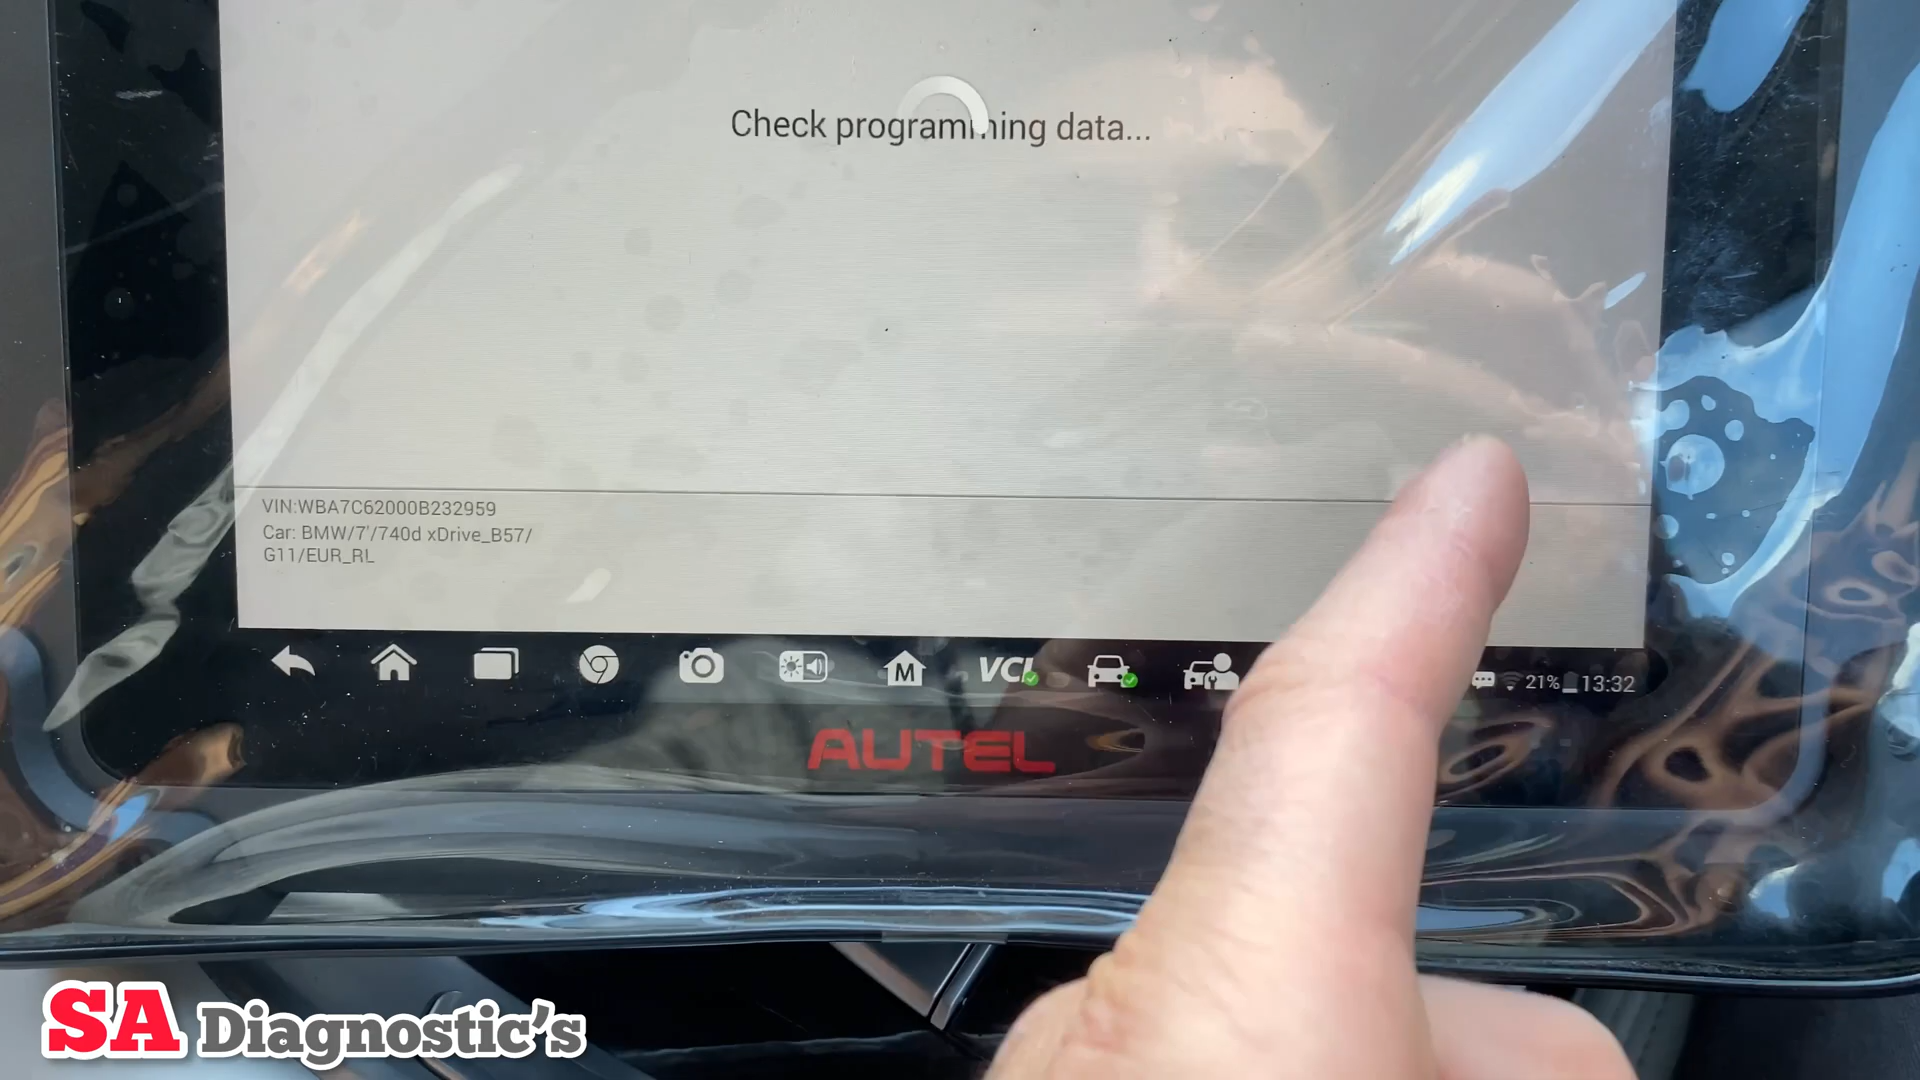 Check programming data...
VIN:WBA7C62000B232959
Car: BMW/7'/740d xDrive_B57/
G11/EUR_RL
M
VCI
21% 13:32
AUTEL
SA Diagnostic's